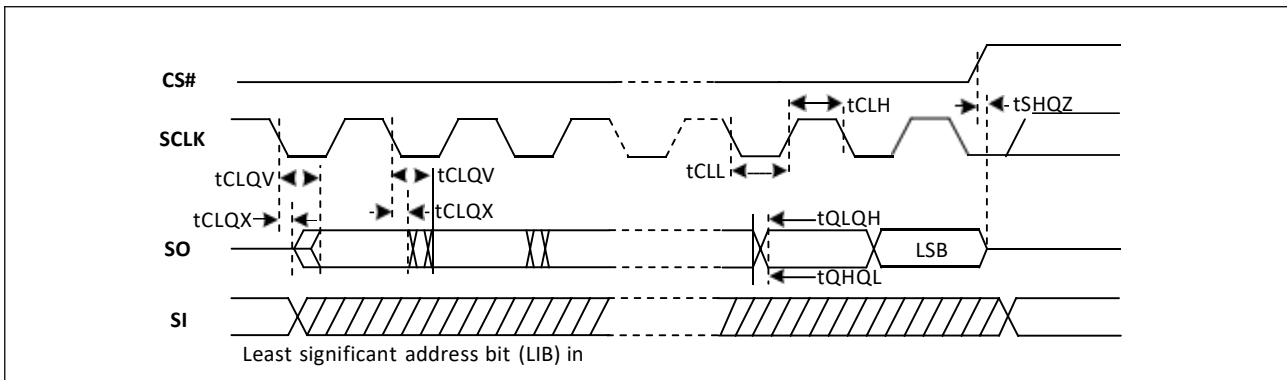 CS#
tCLH
tSHQZ
SCLK
tCLQV
tCLQV
tCLL
tCLQX
tCLQX
tQLQH
SO
LSB
tQHQL
SI
Least significant address bit (LIB) in